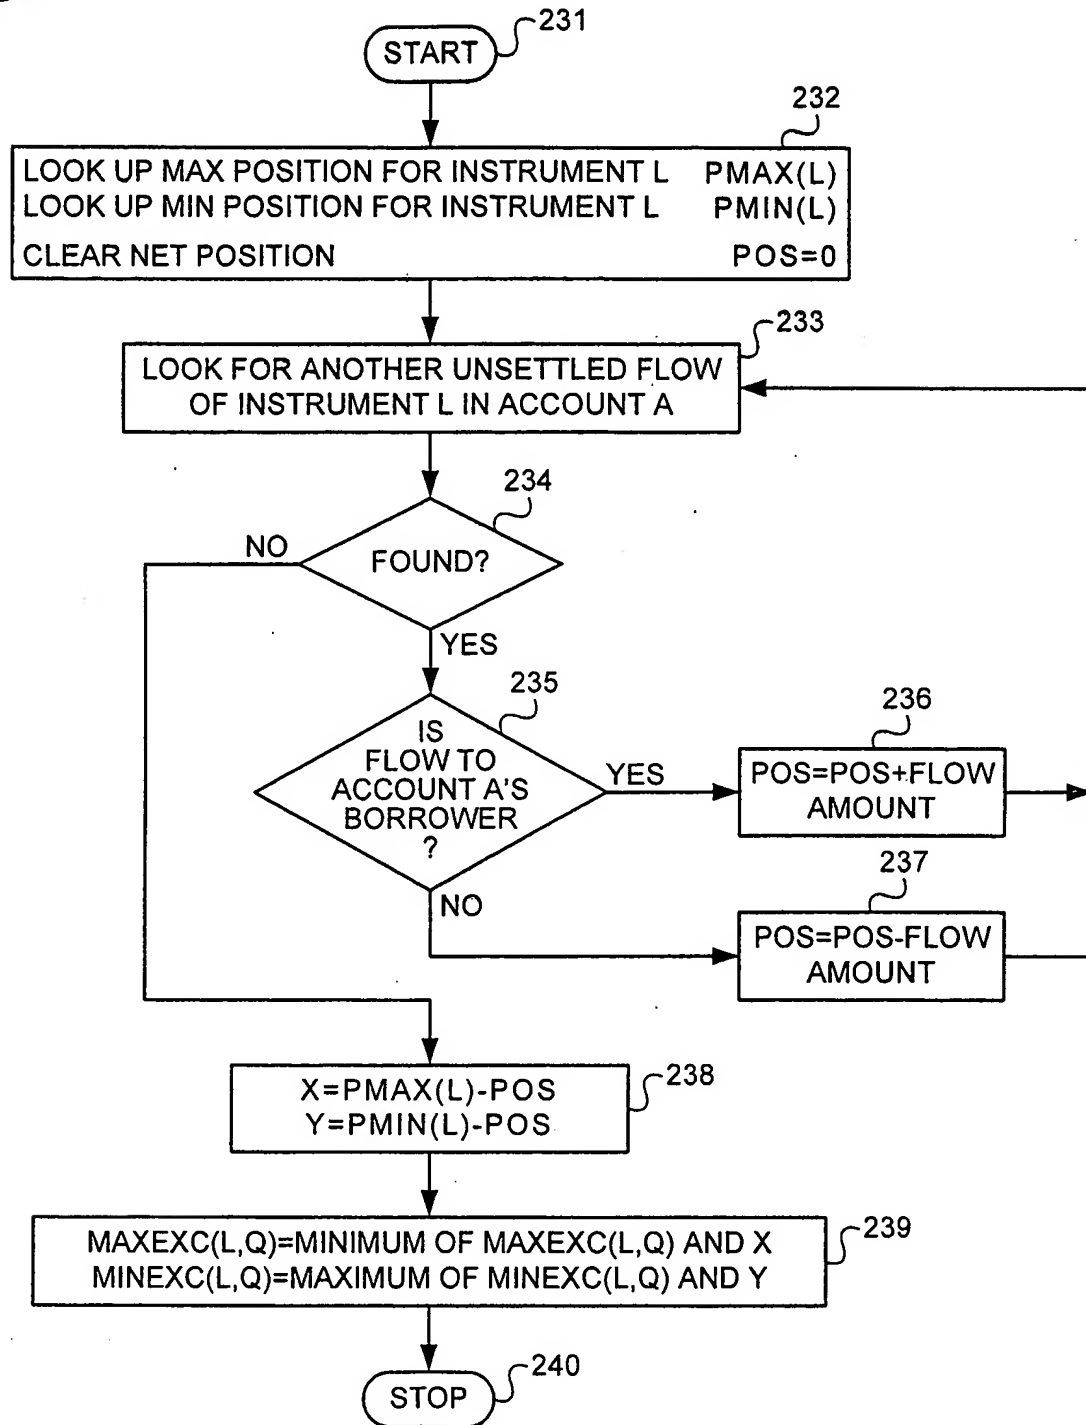 231
START
232
LOOK UP MAX POSITION FOR INSTRUMENT L PMAX(L)
LOOK UP MIN POSITION FOR INSTRUMENT L PMIN(L)
CLEAR NET POSITION POS=0
233
LOOK FOR ANOTHER UNSETTLED FLOW
OF INSTRUMENT L IN ACCOUNT A
234
NO
FOUND?
YES
235
IS
FLOW TO
ACCOUNT A'S
BORROWER
?
YES
236
POS=POS+FLOW
AMOUNT
NO
237
POS=POS-FLOW
AMOUNT
X=PMAX(L)-POS
Y=PMIN(L)-POS
238
MAXEXC(L,Q)=MINIMUM OF MAXEXC(L,Q) AND X
MINEXC(L,Q)=MAXIMUM OF MINEXC(L,Q) AND Y
239
STOP
240